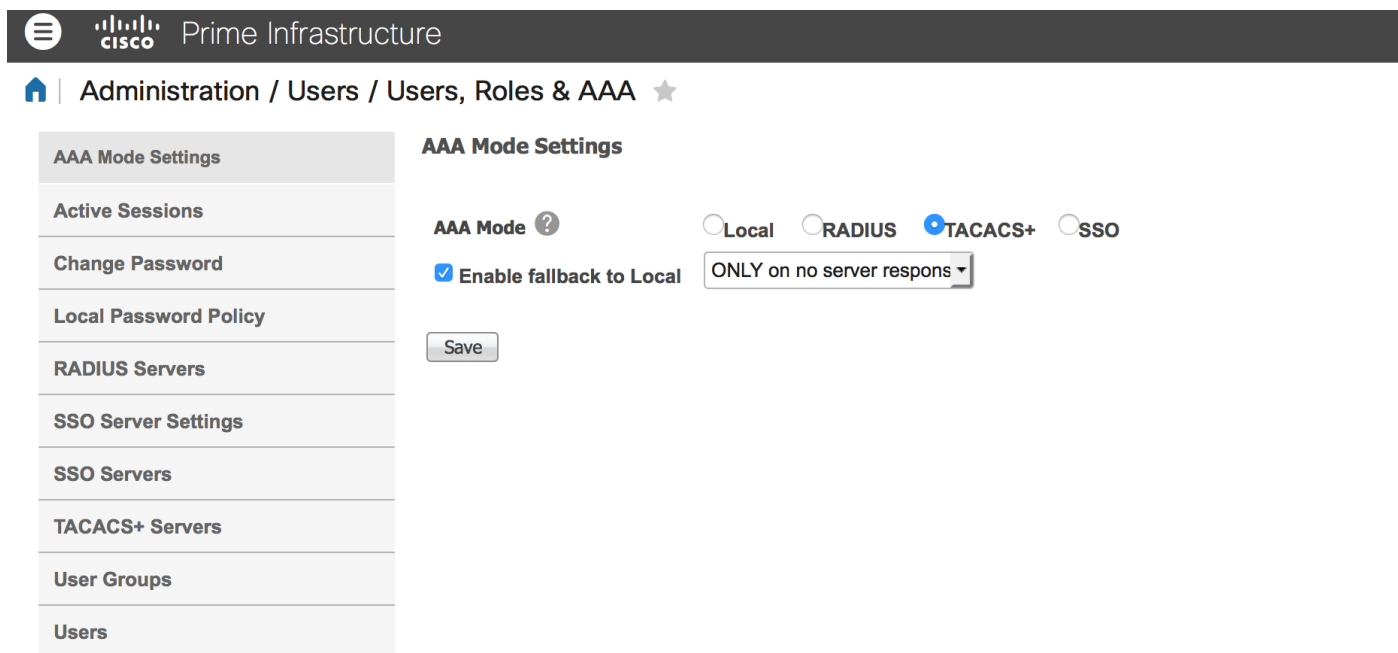 cisco Prime Infrastructure
Administration / Users / Users, Roles & AAA
AAA Mode Settings
Active Sessions
Change Password
Local Password Policy
RADIUS Servers
SSO Server Settings
SSO Servers
TACACS+ Servers
User Groups
Users
AAA Mode Settings
AAA Mode ? Local RADIUS TACACS+ SSO
Enable fallback to Local ONLY on no server respons
Save